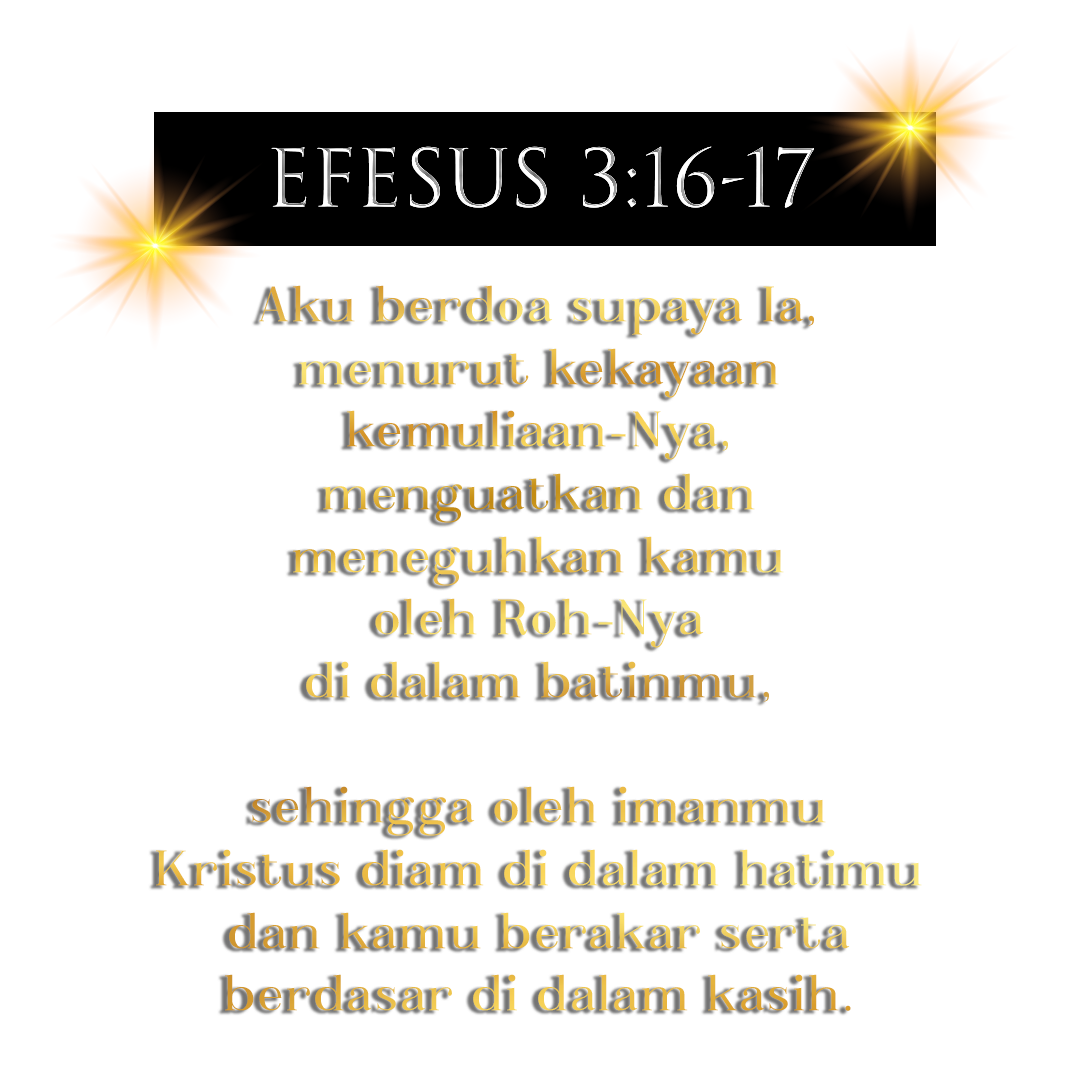 EFESUS 3:16-17
Aku berdoa supaya Ia,
menurut kekayaan
kemuliaan-Nya,
menguatkan dan
meneguhkan kamu
oleh Roh-Nya
di dalam batinmu,
sehingga oleh imanmu
Kristus diam di dalam hatimu
dan kamu berakar serta
berdasar di dalam kasih.